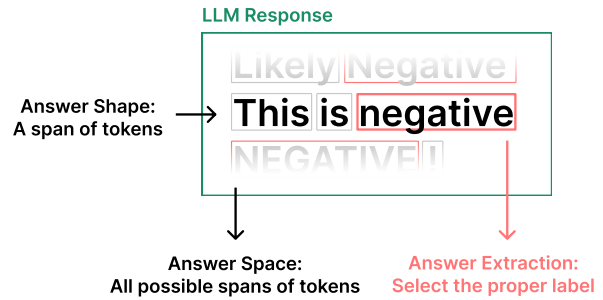 LLM Response
Likely Negative
Answer Shape:
A span of tokens
This is negative
NEGATIVE !
Answer Space:
All possible spans of tokens
Answer Extraction:
Select the proper label